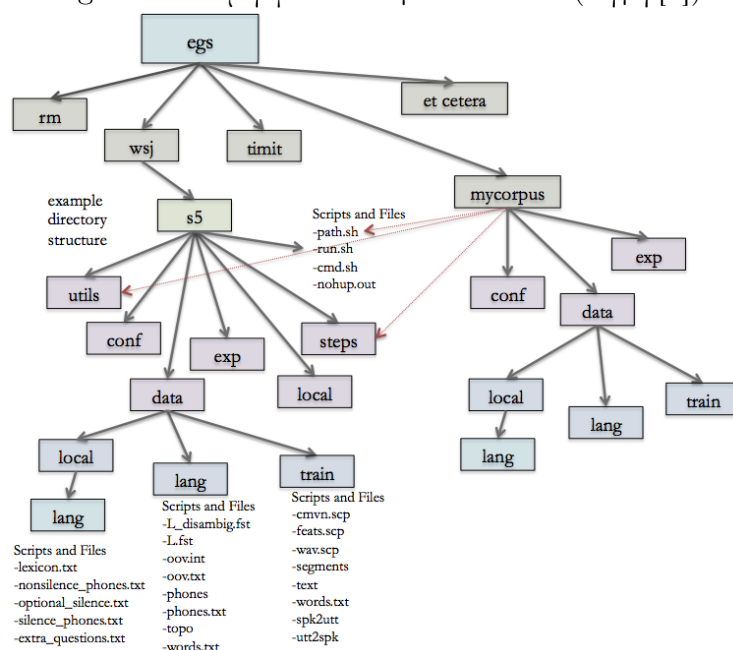 egs
et cetera
rm
wsj
timit
mycorpus
example
directory
structure
s5
Scripts and Files
-path.sh
-run.sh
-cmd.sh
-nohup.out
exp
utils
conf
data
conf
exp
steps
local
data
local
lang
train
lang
local
lang
train
lang
Scripts and Files
-lexicon.txt
-nonsilence_phones.txt
-optional_silence.txt
-silence_phones.txt
-extra_questions.txt
Scripts and Files
-L_disambig.fst
-L.fst
-oov.int
-oov.txt
-phones
-phones.txt
-topo
-words.txt
Scripts and Files
-cmvn.scp
-feats.scp
-wav.scp
-segments
-text
-words.txt
-spk2utt
-utt2spk